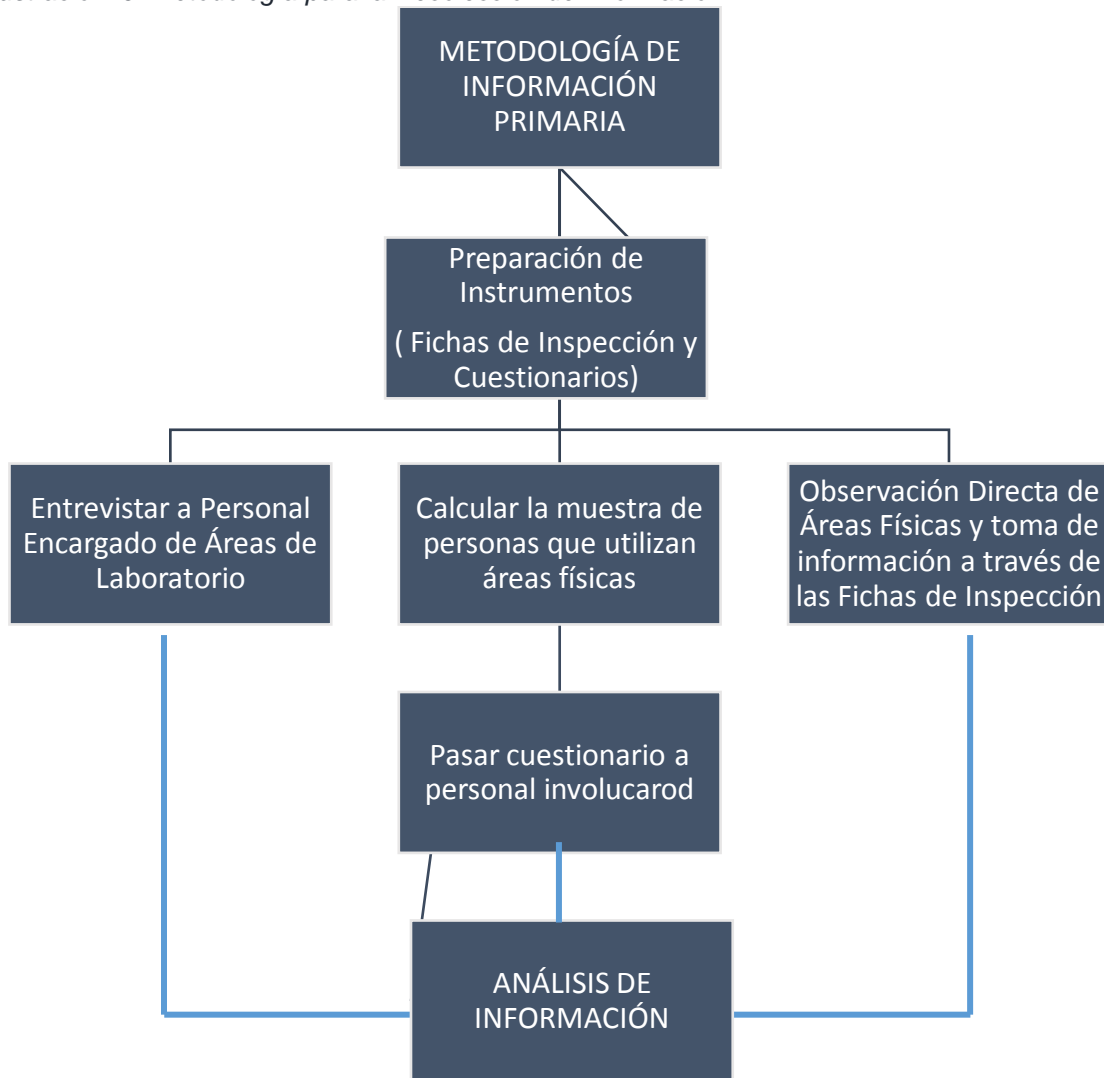 para la
METODOLOGÍA DE
INFORMACIÓN
PRIMARIA
Preparación de
Instrumentos
( Fichas de Inspección y
Cuestionarios)
Entrevistar a Personal
Encargado de Áreas de
Laboratorio
Calcular la muestra de
personas que utilizan
áreas físicas
Observación Directa de
Áreas Físicas y toma de
información a través de
las Fichas de Inspección
Pasar cuestionario a
personal involucarod
ANÁLISIS DE
INFORMACIÓN